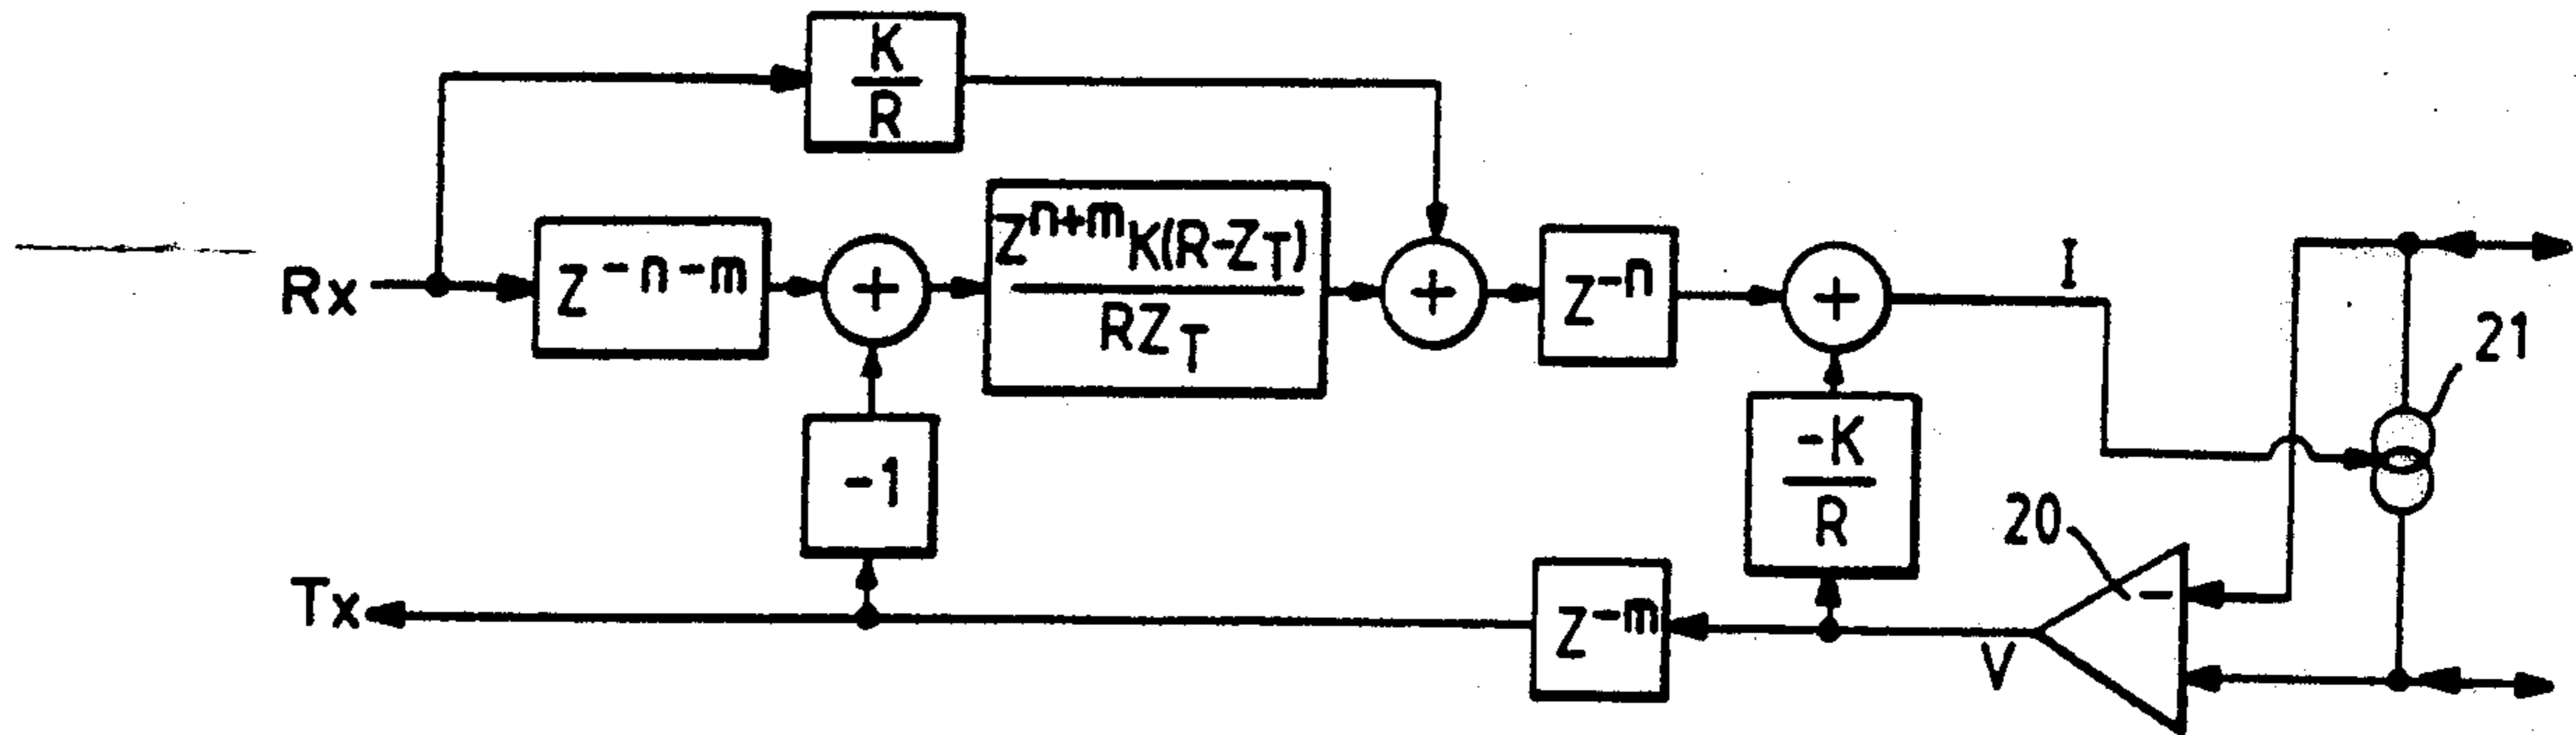 K
R
Rx
Z^-n-m
+
Z^n+m K(R-Z_T)
RZ_T
+
Z^-n
+
I
21
-1
-K
R
20
-
Tx
Z^-m
V